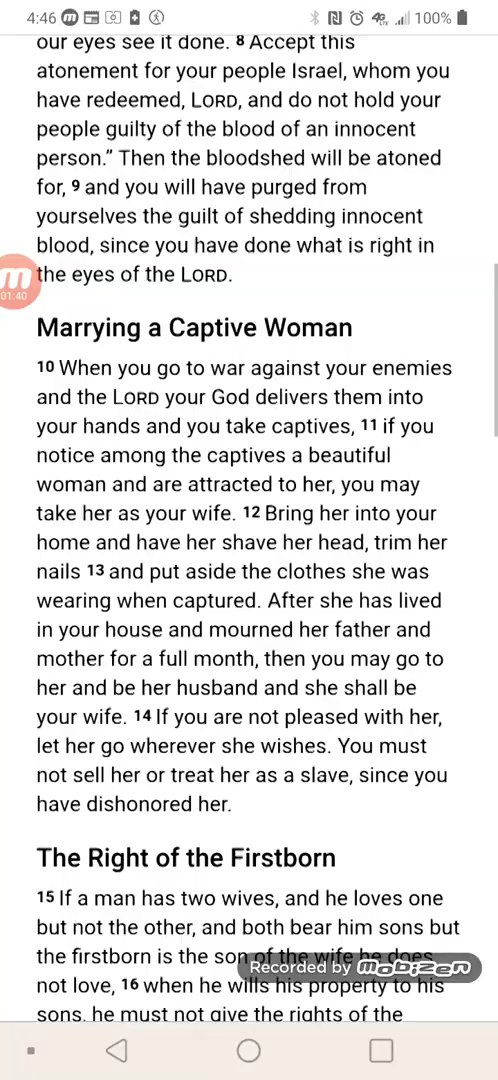 4:46 100%
our eyes see it done. 8 Accept this
atonement for your people Israel, whom you
have redeemed, LORD, and do not hold your
people guilty of the blood of an innocent
person.” Then the bloodshed will be atoned
for, 9 and you will have purged from
yourselves the guilt of shedding innocent
blood, since you have done what is right in
the eyes of the LORD.
01:40
Marrying a Captive Woman
10 When you go to war against your enemies
and the LORD your God delivers them into
your hands and you take captives, 11 if you
notice among the captives a beautiful
woman and are attracted to her, you may
take her as your wife. 12 Bring her into your
home and have her shave her head, trim her
nails 13 and put aside the clothes she was
wearing when captured. After she has lived
in your house and mourned her father and
mother for a full month, then you may go to
her and be her husband and she shall be
your wife. 14 If you are not pleased with her,
let her go wherever she wishes. You must
not sell her or treat her as a slave, since you
have dishonored her.
The Right of the Firstborn
15 If a man has two wives, and he loves one
but not the other, and both bear him sons but
the firstborn is the son of the wife he does
Recorded by mobizen
not love, 16 when he wills his property to his
sons, he must not give the rights of the